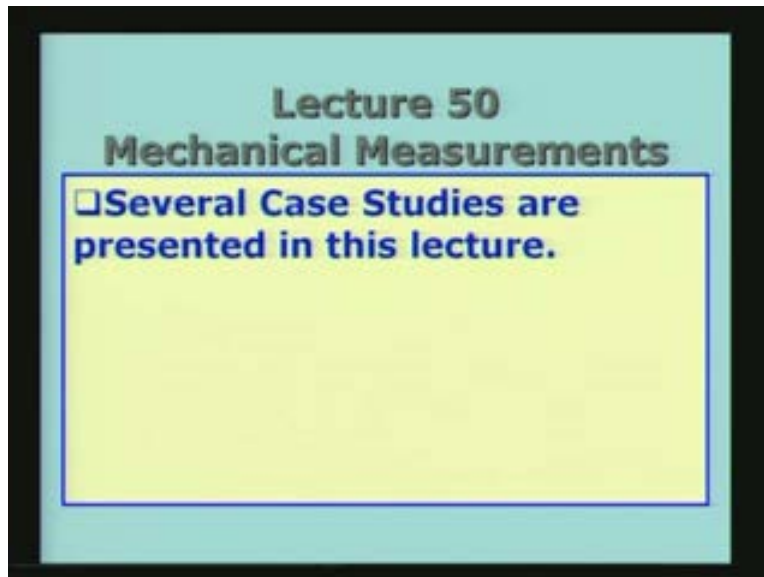 Lecture 50
Mechanical Measurements
❑Several Case Studies are
presented in this lecture.